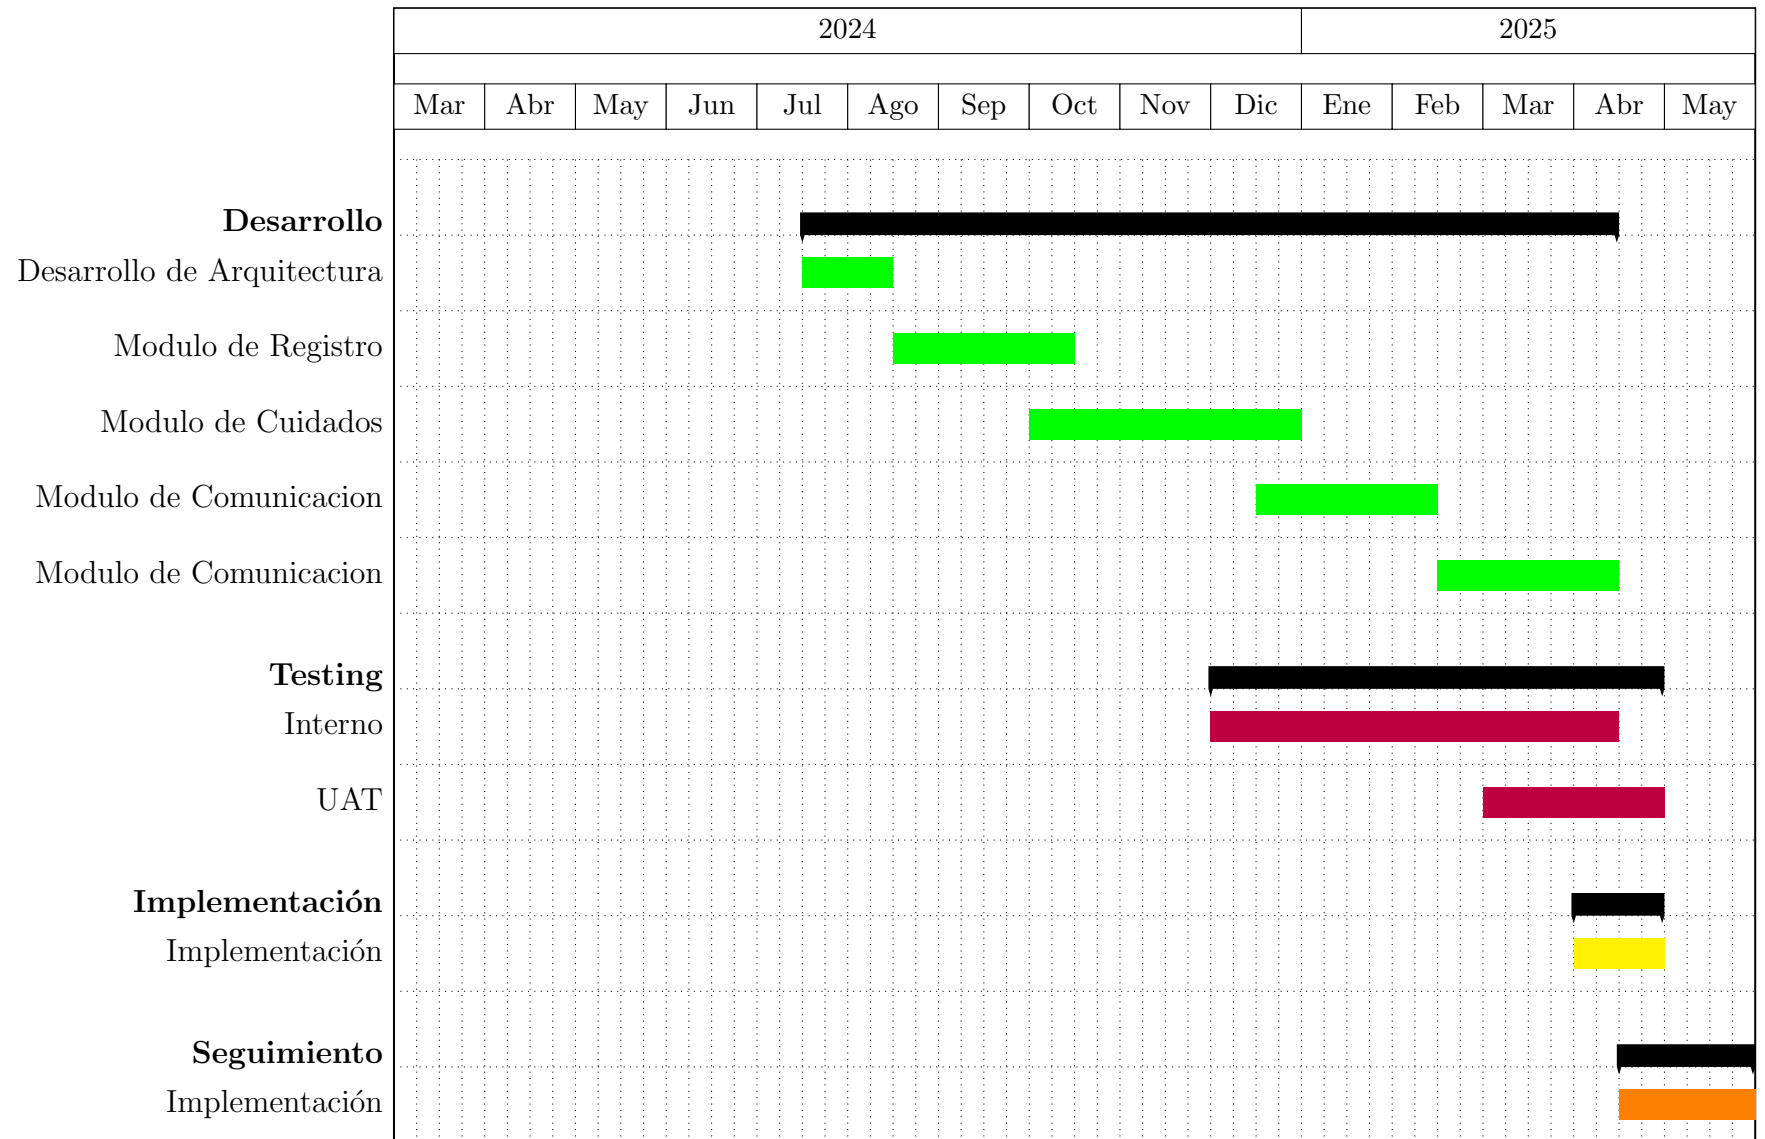 2024 2025
Mar Abr May Jun Jul Ago Sep Oct Nov Dic Ene Feb Mar Abr May
Desarrollo
Desarrollo de Arquitectura
Modulo de Registro
Modulo de Cuidados
Modulo de Comunicacion
Modulo de Comunicacion
Testing
Interno
UAT
Implementación
Implementación
Seguimiento
Implementación